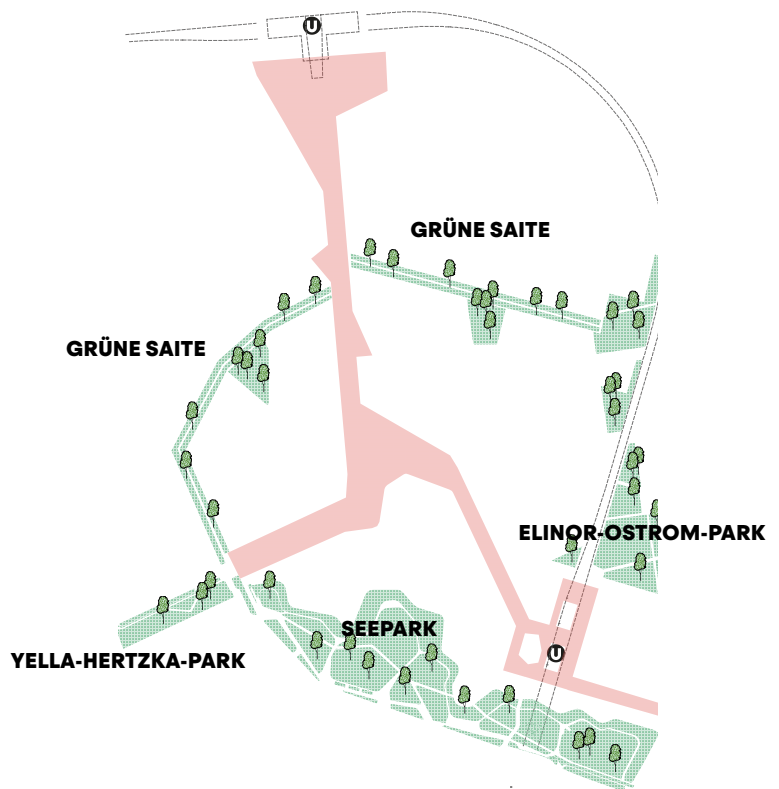 U
GRÜNE SAITE
GRÜNE SAITE
ELINOR-OSTROM-PARK
SEEPARK
U
YELLA-HERTZKA-PARK